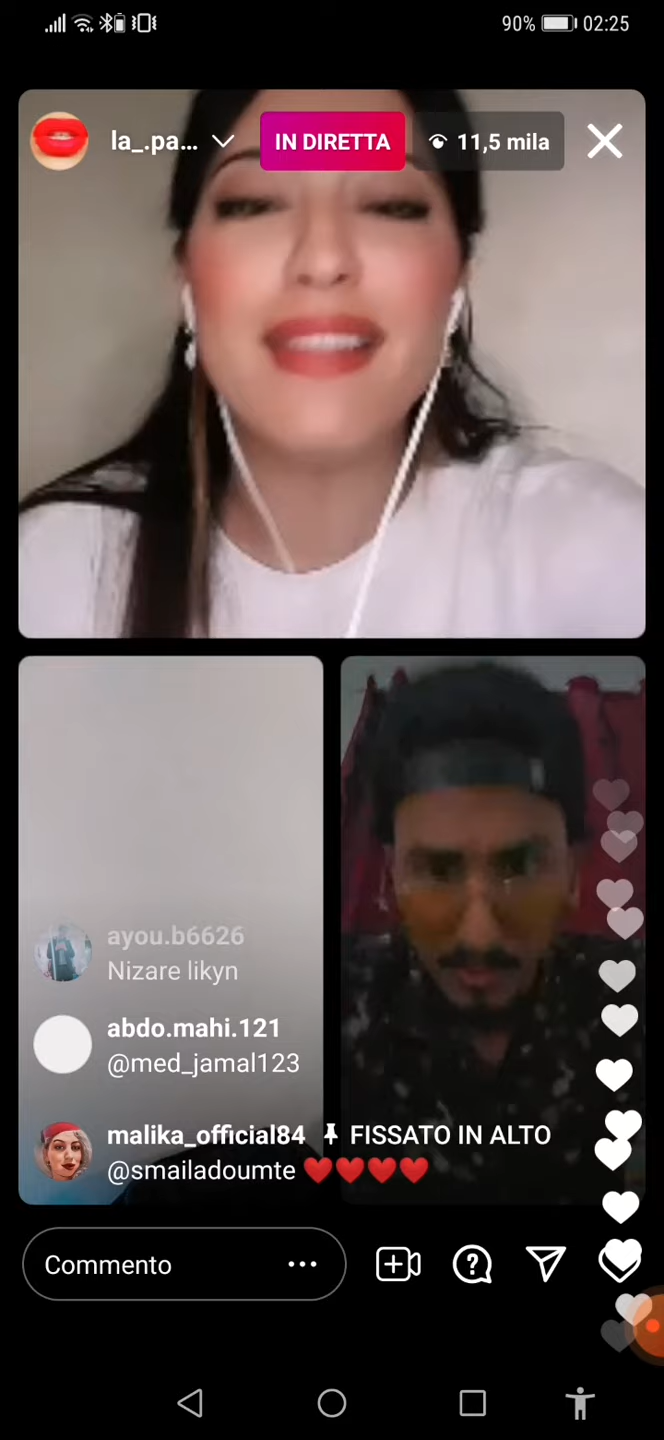 90% 02:25
la_.pa... IN DIRETTA 11,5 mila
ayou.b6626
Nizare likyn
abdo.mahi.121
@med_jamal123
malika_official84 FISSATO IN ALTO
@smailadoumte ❤️❤️❤️❤️
Commento ...